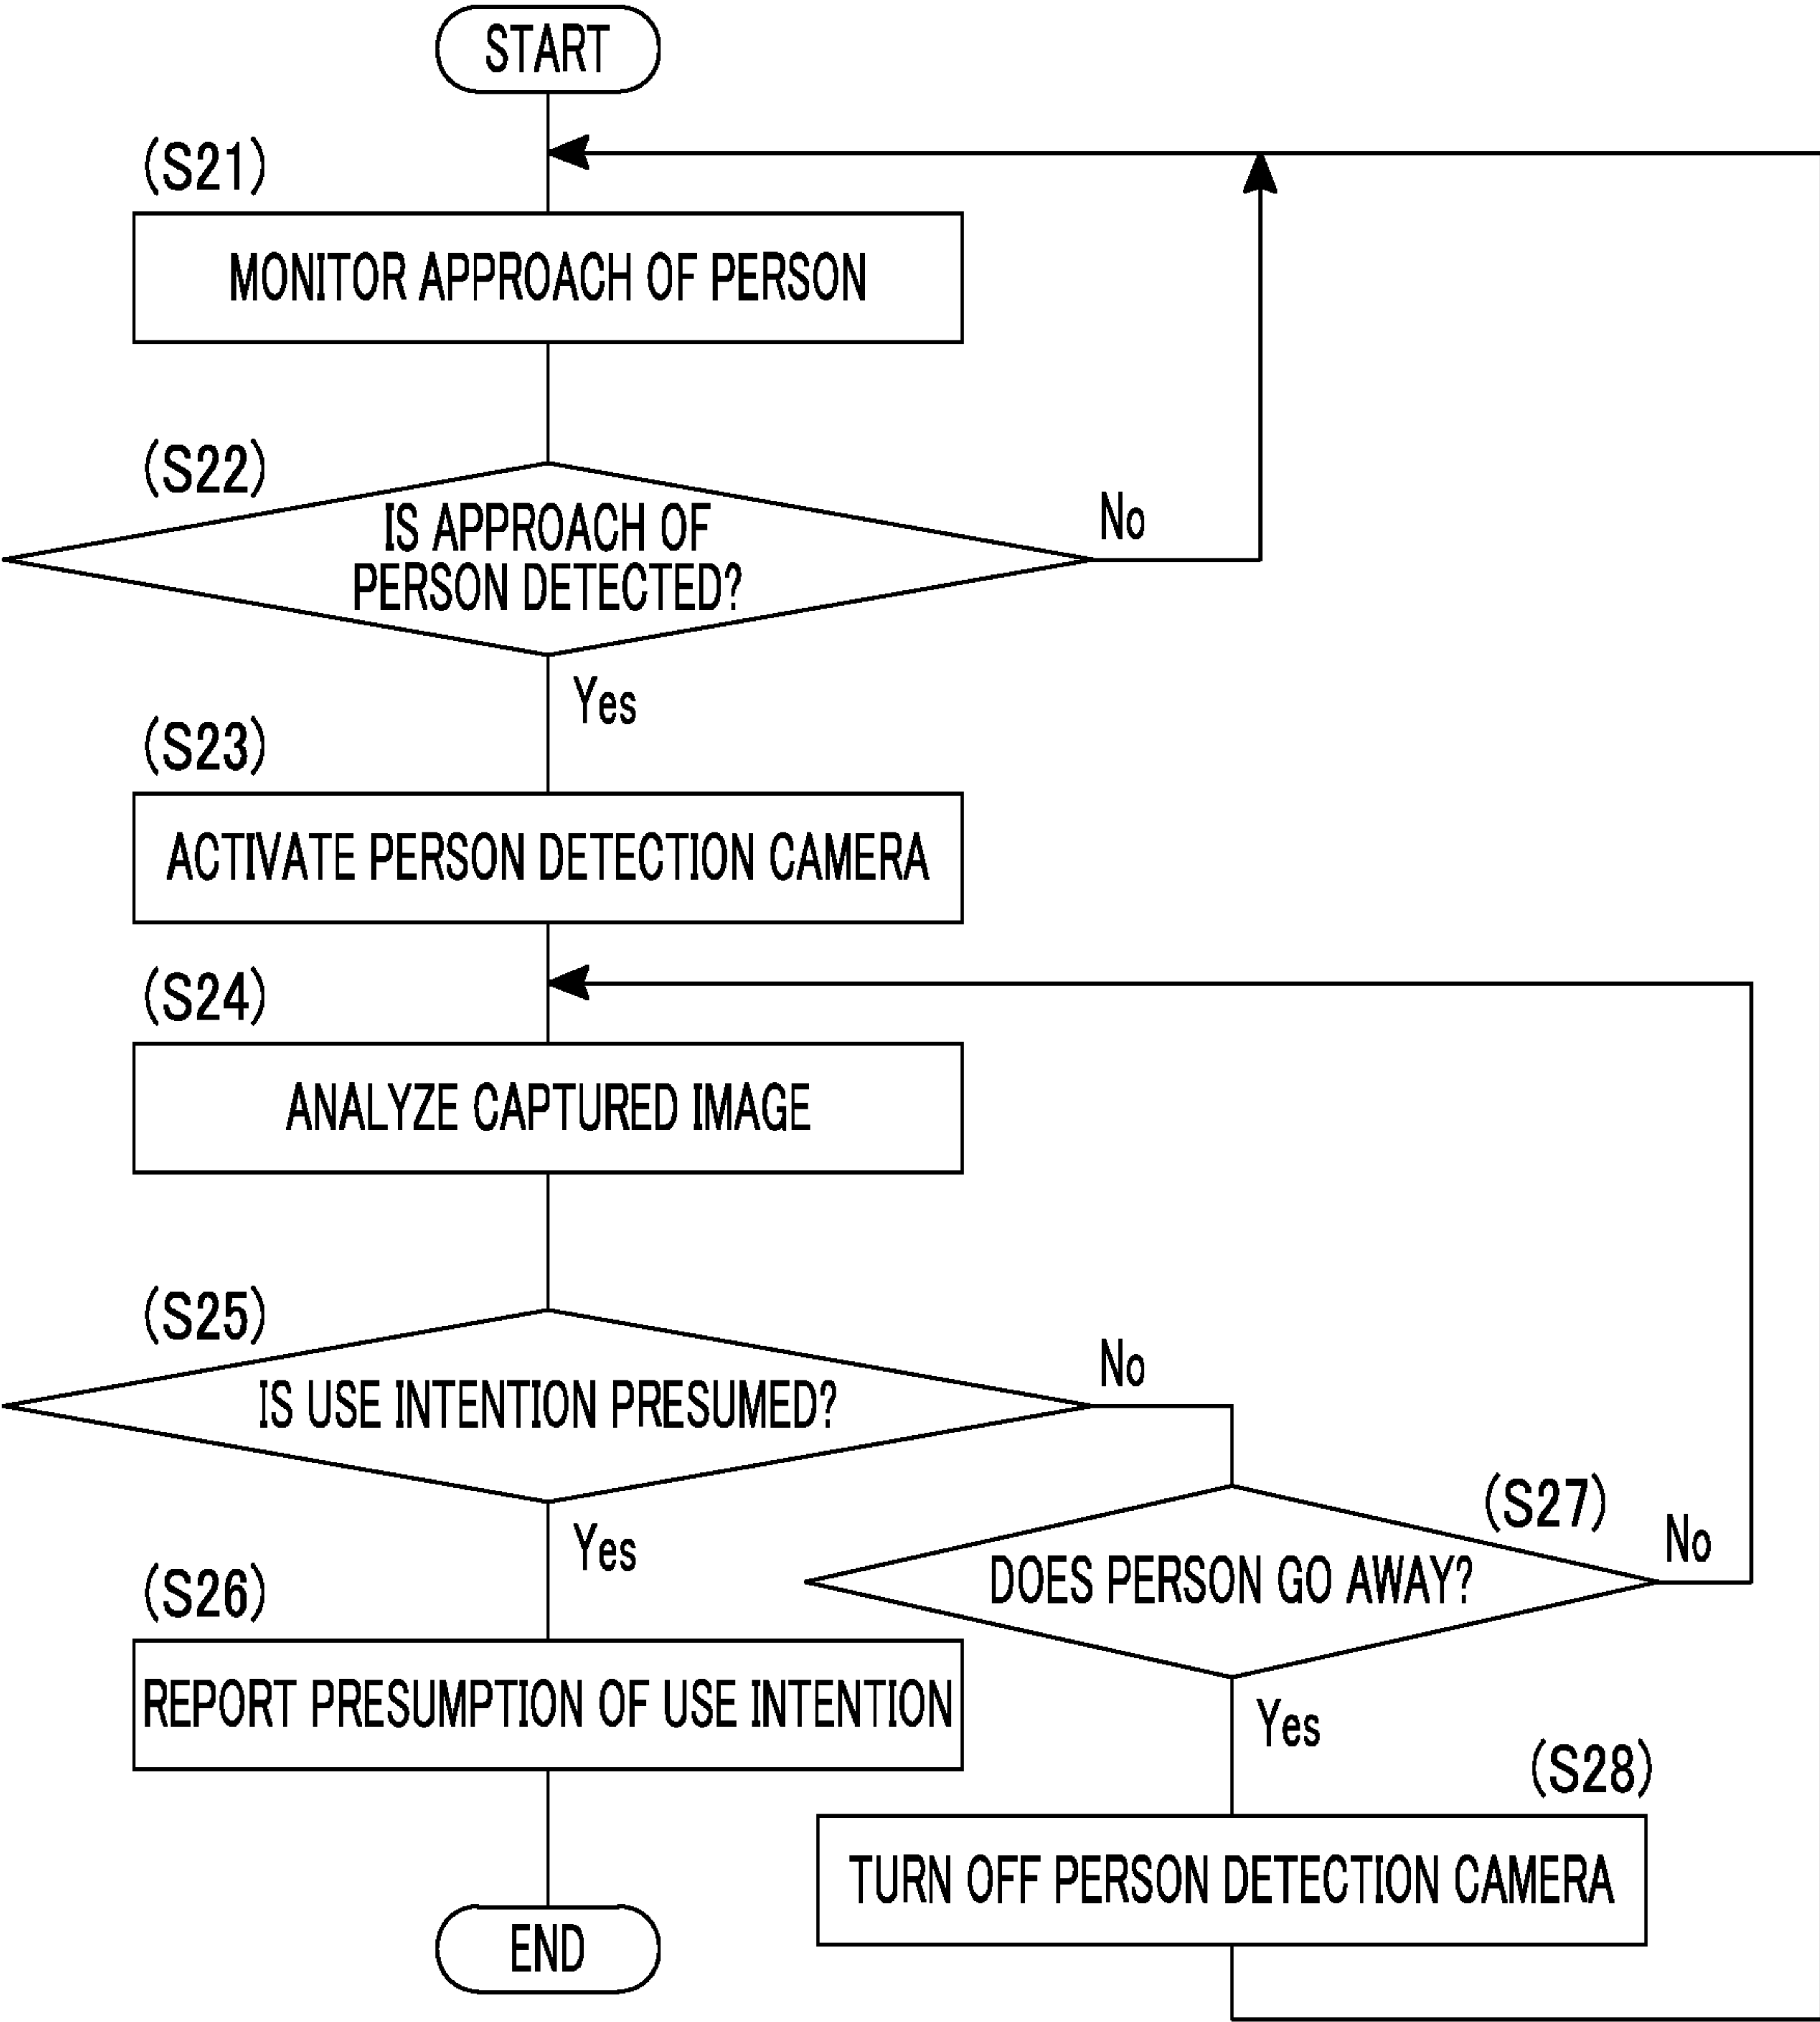 START
(S21)
MONITOR APPROACH OF PERSON
(S22)
IS APPROACH OF
PERSON DETECTED?
No
Yes
(S23)
ACTIVATE PERSON DETECTION CAMERA
(S24)
ANALYZE CAPTURED IMAGE
(S25)
IS USE INTENTION PRESUMED?
No
Yes
(S27)
DOES PERSON GO AWAY?
No
(S26)
REPORT PRESUMPTION OF USE INTENTION
Yes
(S28)
TURN OFF PERSON DETECTION CAMERA
END